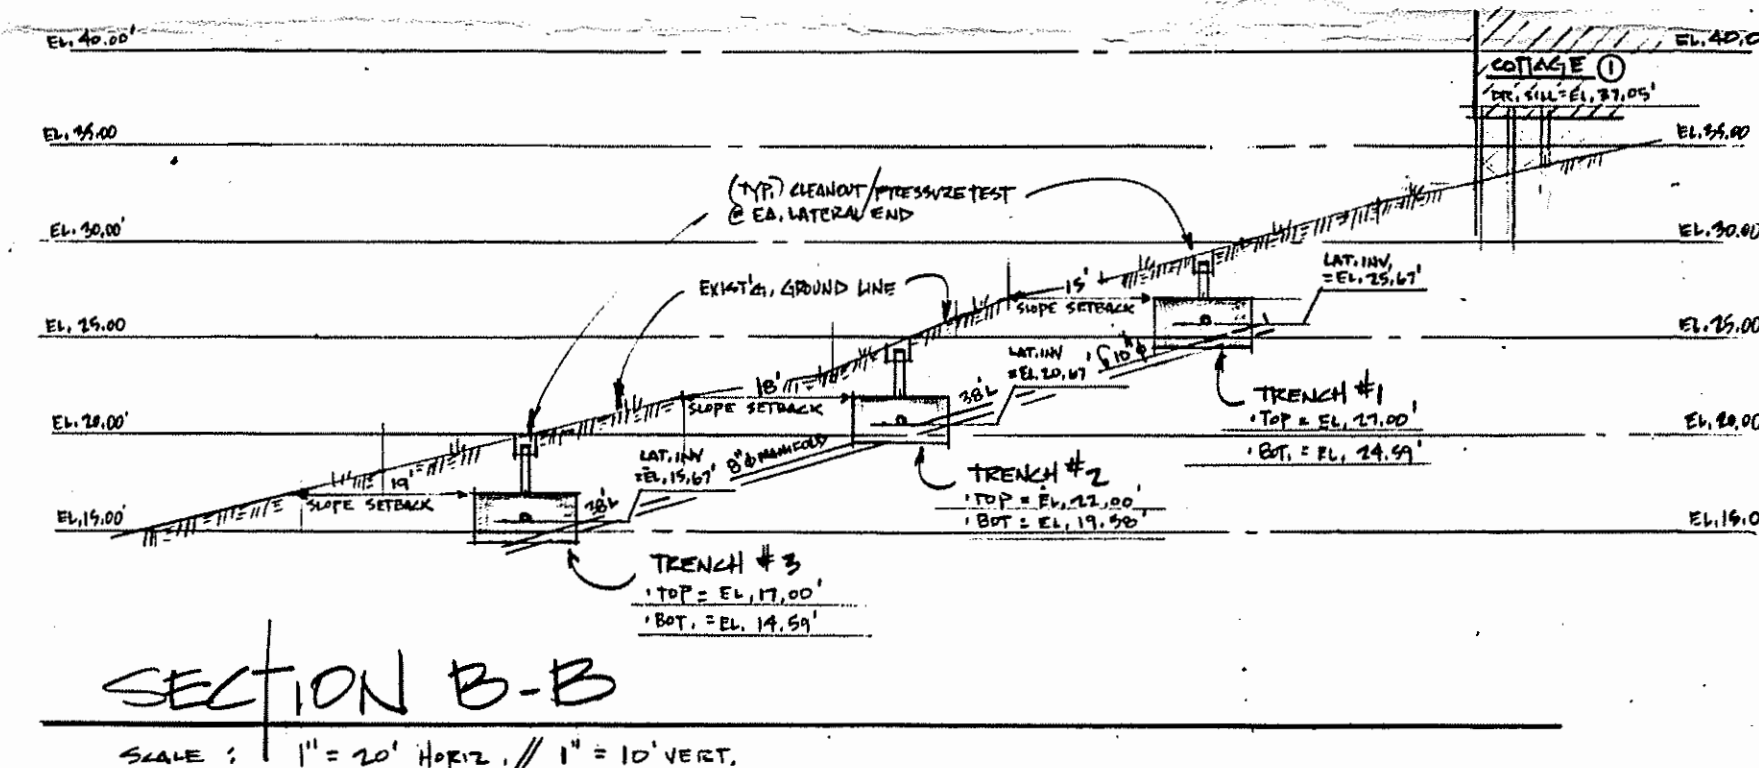 EL. 40.00'
EL. 40.0
COTTAGE ①
DR. SILL = EL. 37.05'
EL. 35.00
EL. 35.00
(TYP.) CLEANOUT/PRESSURE TEST
@ EA. LATERAL END
EL. 30.00'
EL. 30.00
LAT. INV.
= EL. 25.67'
EXIST'G. GROUND LINE
15'
SLOPE SETBACK
EL. 25.00
EL. 25.00
10" ϕ
LAT. INV
= EL. 20.67'
18'
SLOPE SETBACK
38'L
TRENCH #1
• TOP = EL. 27.00'
• BOT. = EL. 24.59'
EL. 20.00'
EL. 20.00
8" ϕ MANIFOLD
LAT. INV
= EL. 15.67'
TRENCH #2
• TOP = EL. 22.00'
• BOT = EL. 19.58'
19'
SLOPE SETBACK
38'L
EL. 15.00'
EL. 15.0
TRENCH #3
• TOP = EL. 17.00'
• BOT. = EL. 14.59'
SECTION B-B
SCALE : 1" = 20' HORIZ. // 1" = 10' VERT.